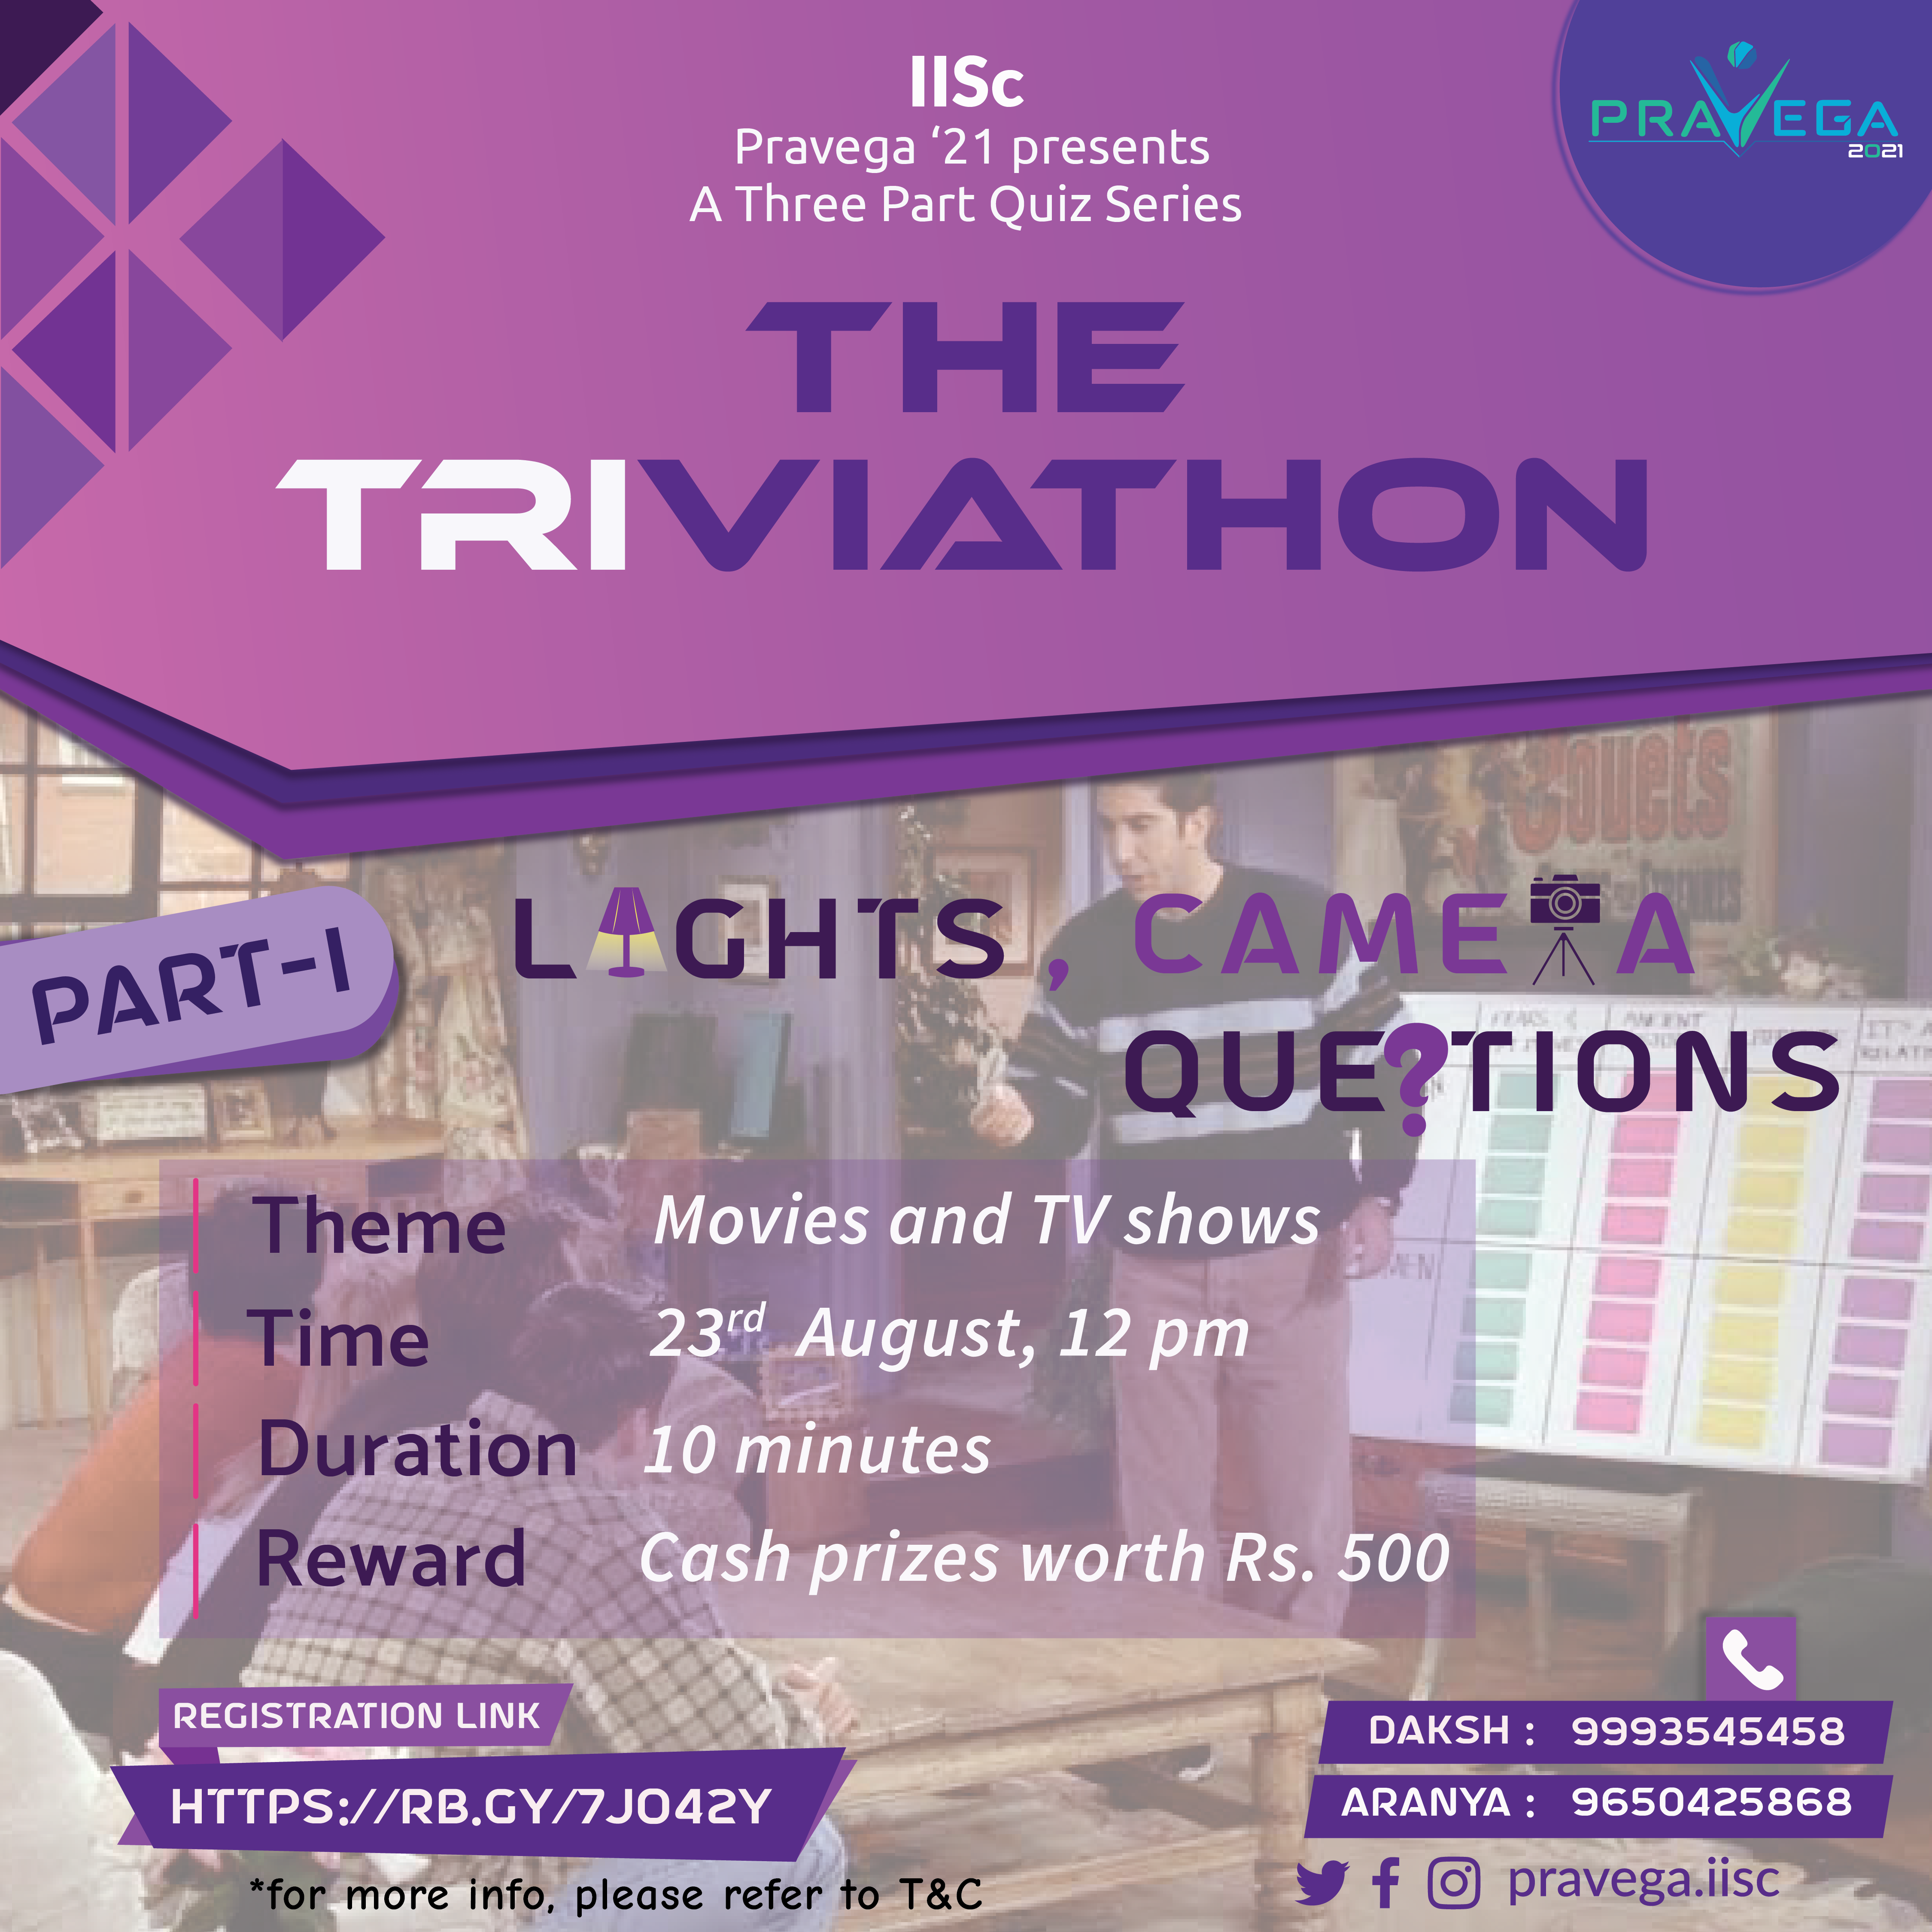 IISc
Pravega ‘21 presents
A Three Part Quiz Series
PRAVEGA
2021
THE
TRIVIATHON
PART-I
LIGHTS, CAMERA
QUE?TIONS
Theme Movies and TV shows
Time 23rd August, 12 pm
Duration 10 minutes
Reward Cash prizes worth Rs. 500
REGISTRATION LINK
HTTPS://RB.GY/7JO42Y
*for more info, please refer to T&C
DAKSH : 9993545458
ARANYA : 9650425868
pravega.iisc